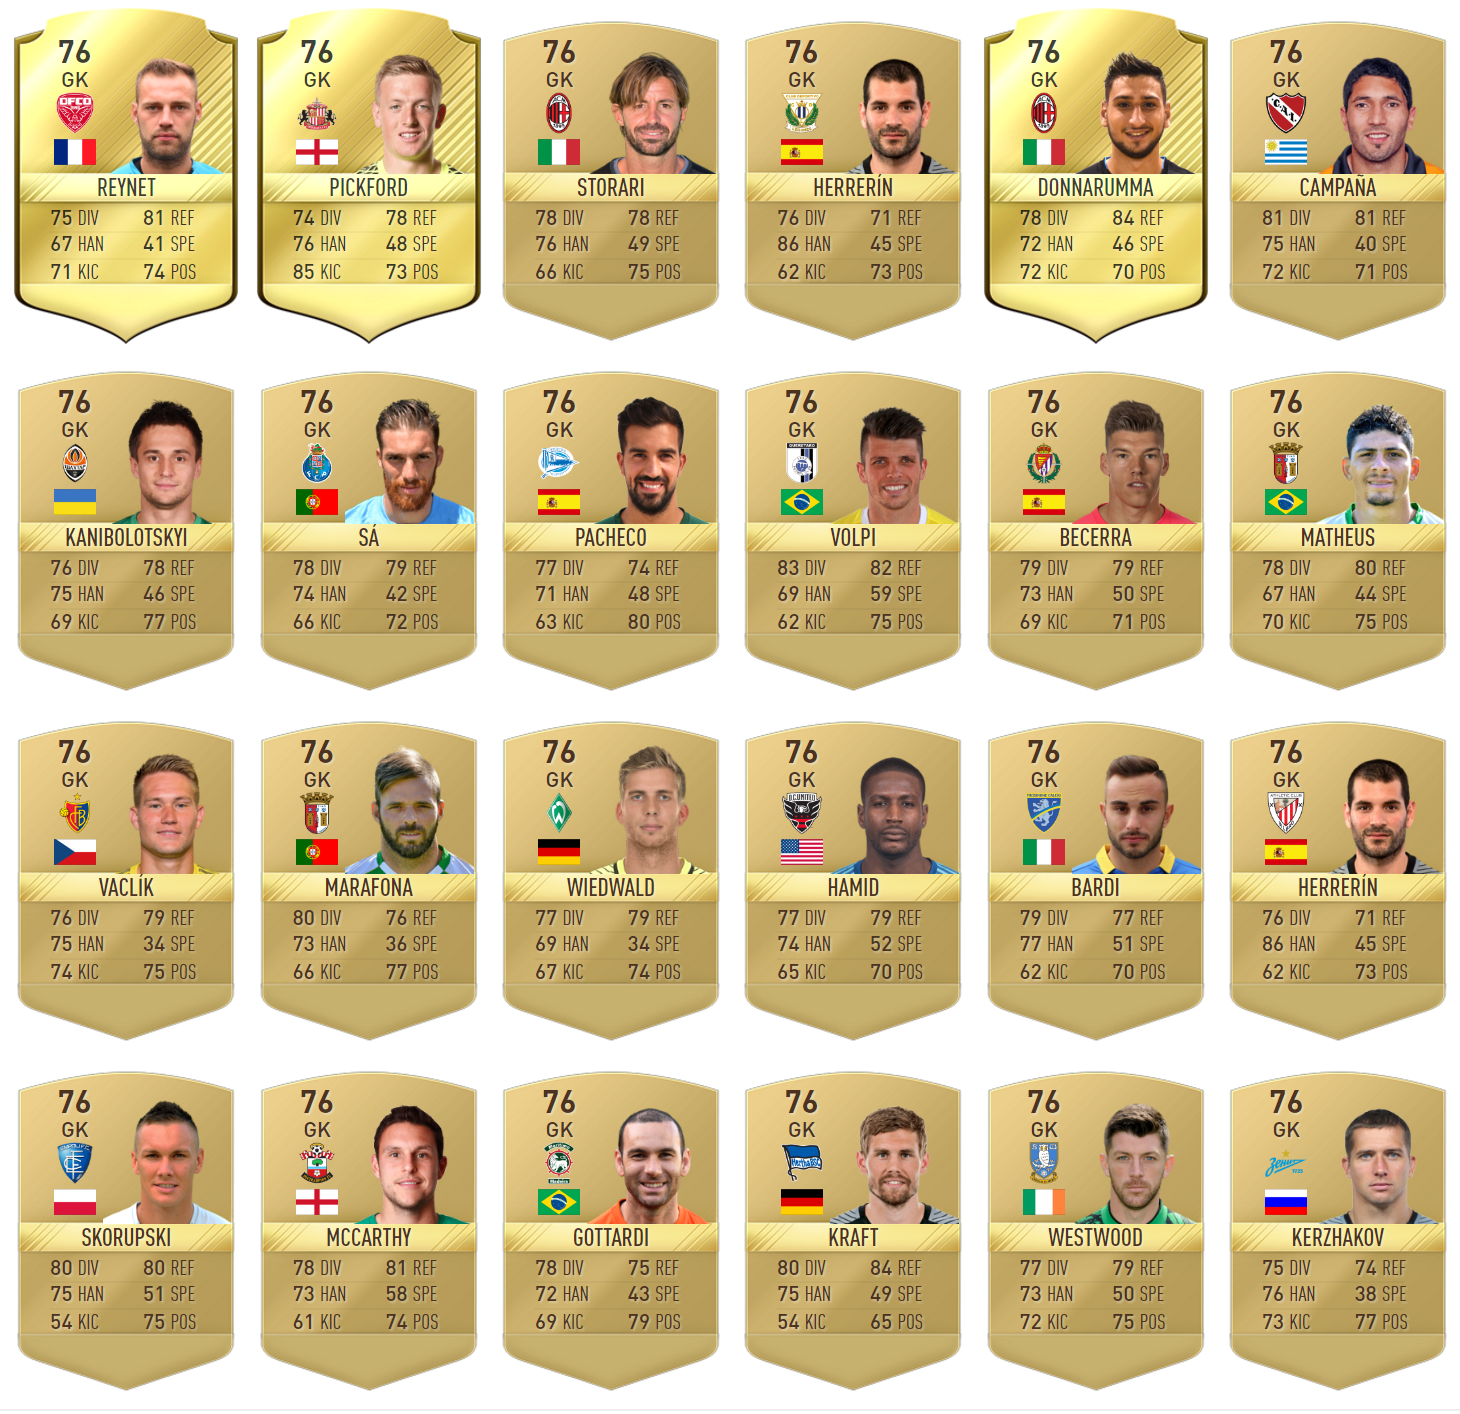 76 76 76 76 76 76
GK GK GK GK GK GK
REYNET PICKFORD STORARI HERRERÍN DONNARUMMA CAMPAÑA
75 DIV 81 REF 74 DIV 78 REF 78 DIV 78 REF 76 DIV 71 REF 78 DIV 84 REF 81 DIV 81 REF
67 HAN 41 SPE 76 HAN 48 SPE 76 HAN 49 SPE 86 HAN 45 SPE 72 HAN 46 SPE 75 HAN 40 SPE
71 KIC 74 POS 85 KIC 73 POS 66 KIC 75 POS 62 KIC 73 POS 72 KIC 70 POS 72 KIC 71 POS
76 76 76 76 76 76
GK GK GK GK GK GK
KANIBOLOTSKYI SÁ PACHECO VOLPI BECERRA MATHEUS
76 DIV 78 REF 78 DIV 79 REF 77 DIV 74 REF 83 DIV 82 REF 79 DIV 79 REF 78 DIV 80 REF
75 HAN 46 SPE 74 HAN 42 SPE 71 HAN 48 SPE 69 HAN 59 SPE 73 HAN 50 SPE 67 HAN 44 SPE
69 KIC 77 POS 66 KIC 72 POS 63 KIC 80 POS 62 KIC 75 POS 69 KIC 71 POS 70 KIC 75 POS
76 76 76 76 76 76
GK GK GK GK GK GK
VACLÍK MARAFONA WIEDWALD HAMID BARDI HERRERÍN
76 DIV 79 REF 80 DIV 76 REF 77 DIV 79 REF 77 DIV 79 REF 79 DIV 77 REF 76 DIV 71 REF
75 HAN 34 SPE 73 HAN 36 SPE 69 HAN 34 SPE 74 HAN 52 SPE 77 HAN 51 SPE 86 HAN 45 SPE
74 KIC 75 POS 66 KIC 77 POS 67 KIC 74 POS 65 KIC 70 POS 62 KIC 70 POS 62 KIC 73 POS
76 76 76 76 76 76
GK GK GK GK GK GK
SKORUPSKI MCCARTHY GOTTARDI KRAFT WESTWOOD KERZHAKOV
80 DIV 80 REF 78 DIV 81 REF 78 DIV 75 REF 80 DIV 84 REF 77 DIV 79 REF 75 DIV 74 REF
75 HAN 51 SPE 73 HAN 58 SPE 72 HAN 43 SPE 75 HAN 49 SPE 73 HAN 50 SPE 76 HAN 38 SPE
54 KIC 75 POS 61 KIC 74 POS 69 KIC 79 POS 54 KIC 65 POS 72 KIC 75 POS 73 KIC 77 POS